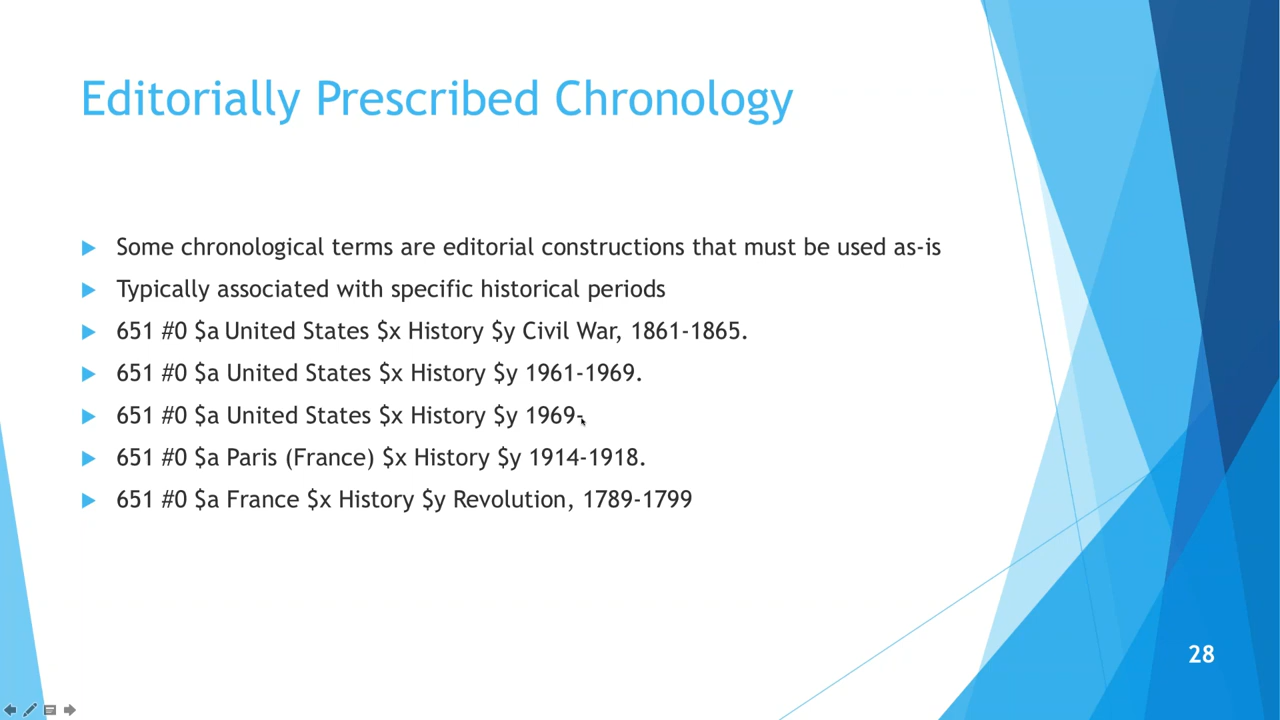 Editorially Prescribed Chronology
Some chronological terms are editorial constructions that must be used as-is
Typically associated with specific historical periods
651 #0 $a United States $x History $y Civil War, 1861-1865.
651 #0 $a United States $x History $y 1961-1969.
651 #0 $a United States $x History $y 1969-
651 #0 $a Paris (France) $x History $y 1914-1918.
651 #0 $a France $x History $y Revolution, 1789-1799
28